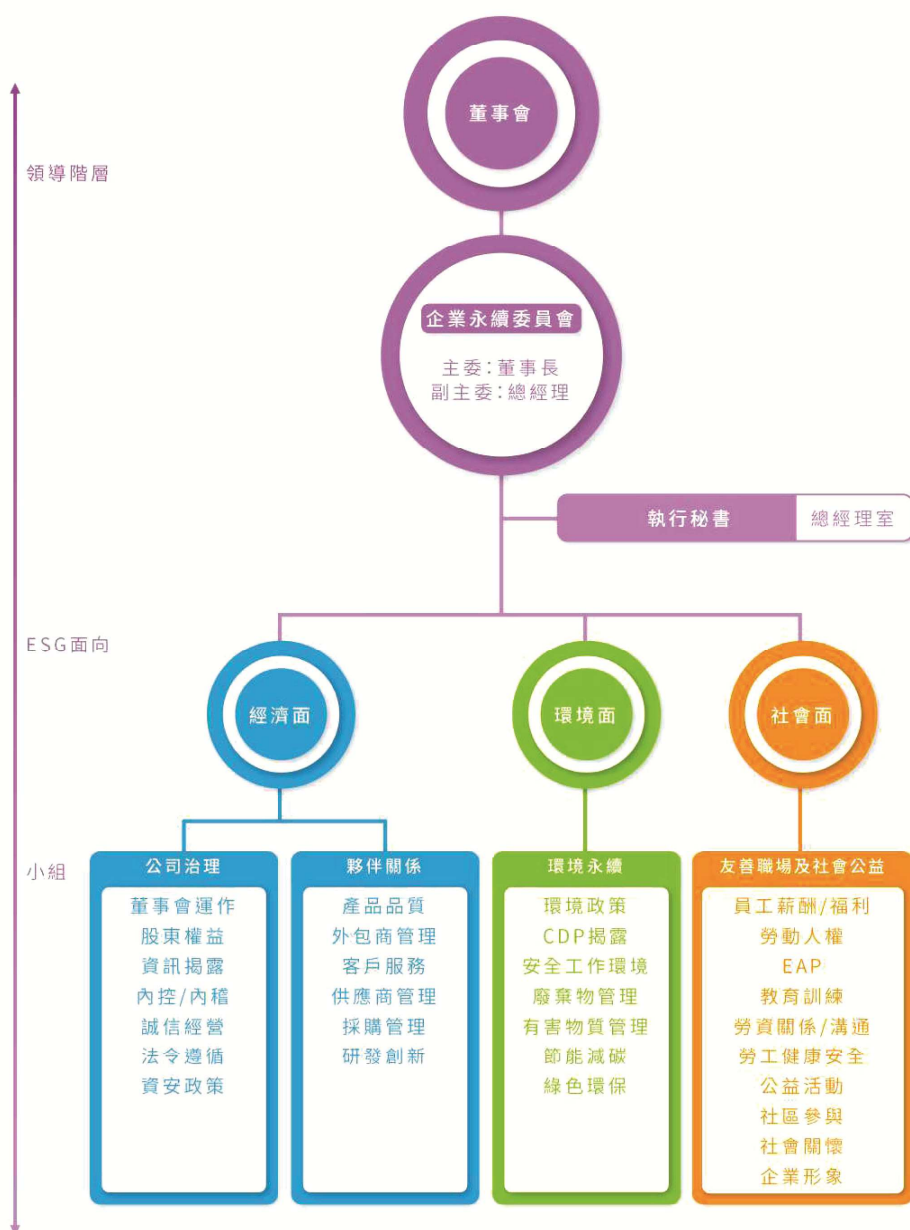 董事會
領導階層
企業永續委員會
主委：董事長
副主委：總經理
執行秘書
總經理室
ESG面向
經濟面
環境面
社會面
小組
公司治理
董事會運作
股東權益
資訊揭露
內控/內稽
誠信經營
法令遵循
資安政策
夥伴關係
產品品質
外包商管理
客戶服務
供應商管理
採購管理
研發創新
環境永續
環境政策
CDP揭露
安全工作環境
廢棄物管理
有害物質管理
節能減碳
綠色環保
友善職場及社會公益
員工薪酬/福利
勞動人權
EAP
教育訓練
勞資關係/溝通
勞工健康安全
公益活動
社區參與
社會關懷
企業形象